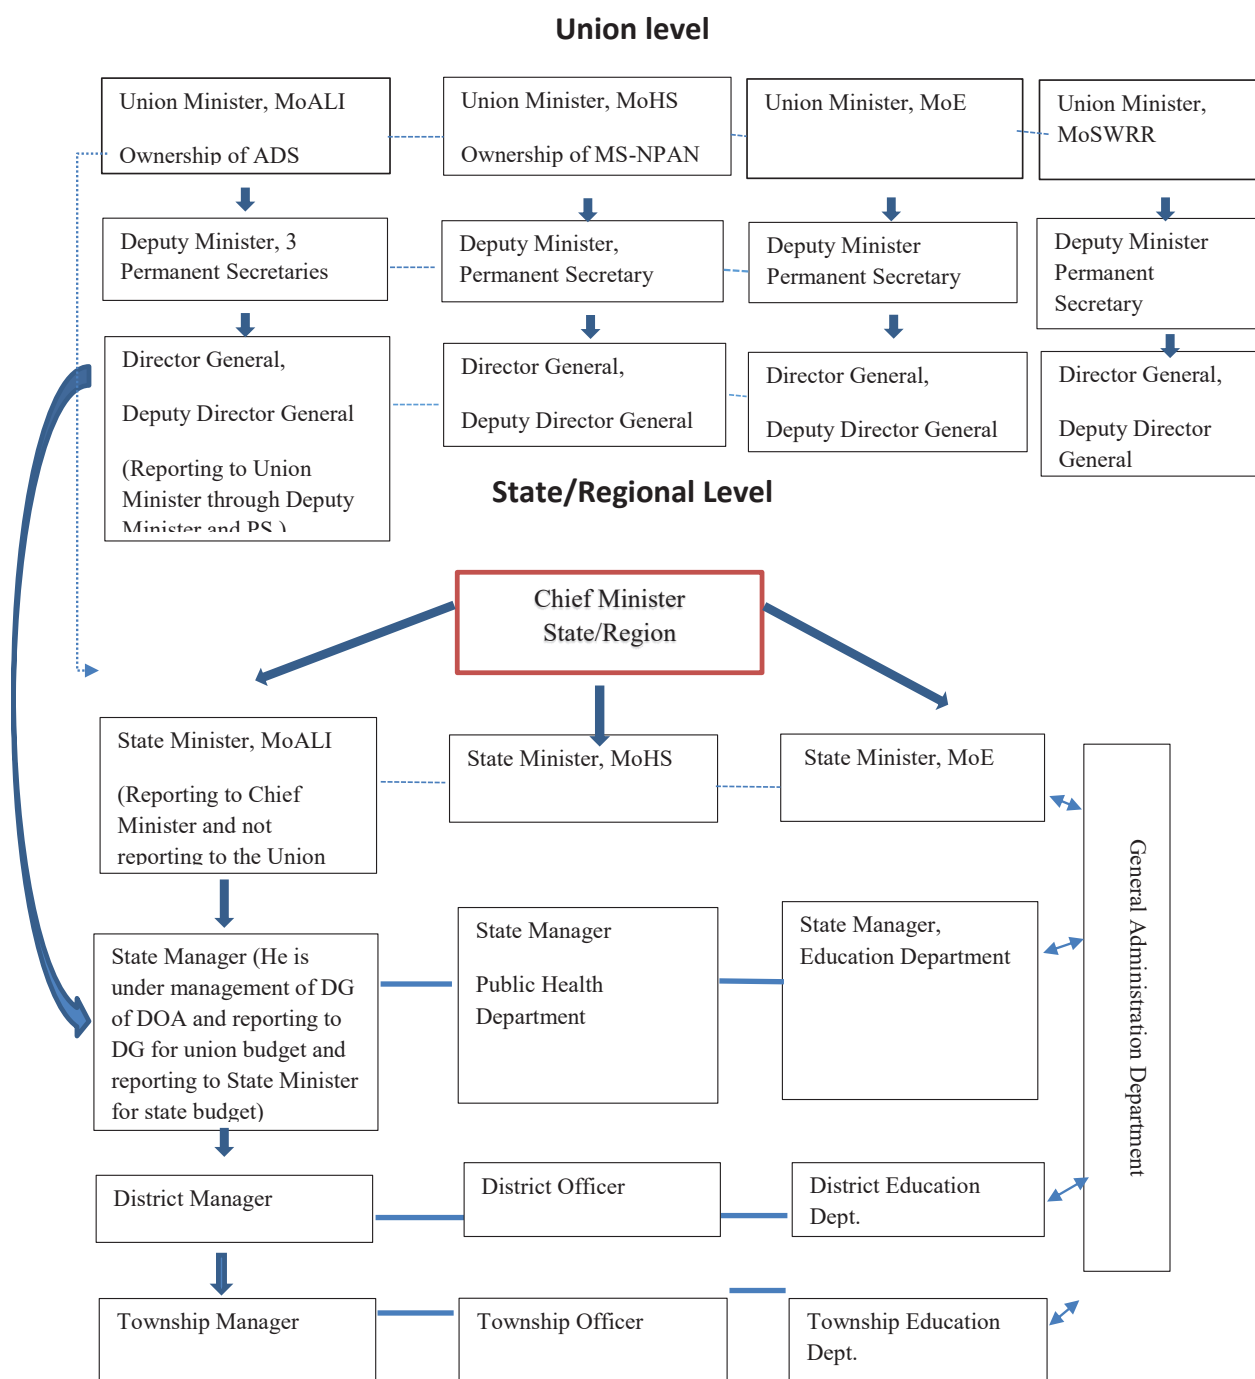 Union level
Union Minister, MoALI
Ownership of ADS
Union Minister, MoHS
Ownership of MS-NPAN
Union Minister, MoE
Union Minister,
MoSWRR
Deputy Minister, 3
Permanent Secretaries
Deputy Minister,
Permanent Secretary
Deputy Minister
Permanent Secretary
Deputy Minister
Permanent
Secretary
Director General,
Deputy Director General
(Reporting to Union
Minister through Deputy
Minister and PS )
Director General,
Deputy Director General
Director General,
Deputy Director General
Director General,
Deputy Director
General
State/Regional Level
Chief Minister
State/Region
State Minister, MoALI
(Reporting to Chief
Minister and not
reporting to the Union
State Minister, MoHS
State Minister, MoE
General Administration Department
State Manager (He is
under management of DG
of DOA and reporting to
DG for union budget and
reporting to State Minister
for state budget)
State Manager
Public Health
Department
State Manager,
Education Department
District Manager
District Officer
District Education
Dept.
Township Manager
Township Officer
Township Education
Dept.